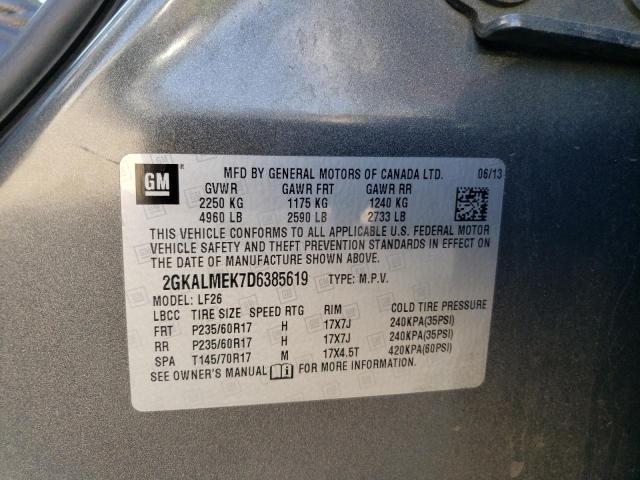 GM
MFD BY GENERAL MOTORS OF CANADA LTD. 06/13
GVWR GAWR FRT GAWR RR
2250 KG 1175 KG 1240 KG
4960 LB 2590 LB 2733 LB
THIS VEHICLE CONFORMS TO ALL APPLICABLE U.S. FEDERAL MOTOR
VEHICLE SAFETY AND THEFT PREVENTION STANDARDS IN EFFECT ON
THE DATE OF MANUFACTURE SHOWN ABOVE.
2GKALMEK7D6385619 TYPE: M.P.V.
MODEL: LF26
LBCC TIRE SIZE SPEED RTG RIM COLD TIRE PRESSURE
FRT P235/60R17 H 17X7J 240KPA(35PSI)
RR P235/60R17 H 17X7J 240KPA(35PSI)
SPA T145/70R17 M 17X4.5T 420KPA(60PSI)
SEE OWNER'S MANUAL FOR MORE INFORMATION